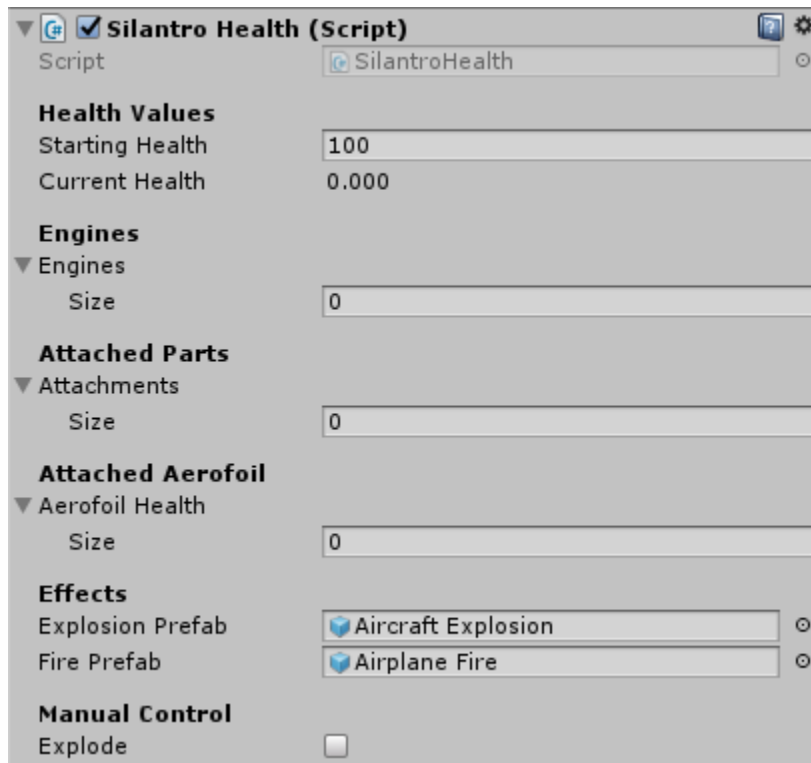 Silantro Health (Script)
Script SilantroHealth
Health Values
Starting Health 100
Current Health 0.000
Engines
Engines
Size 0
Attached Parts
Attachments
Size 0
Attached Aerofoil
Aerofoil Health
Size 0
Effects
Explosion Prefab Aircraft Explosion
Fire Prefab Airplane Fire
Manual Control
Explode